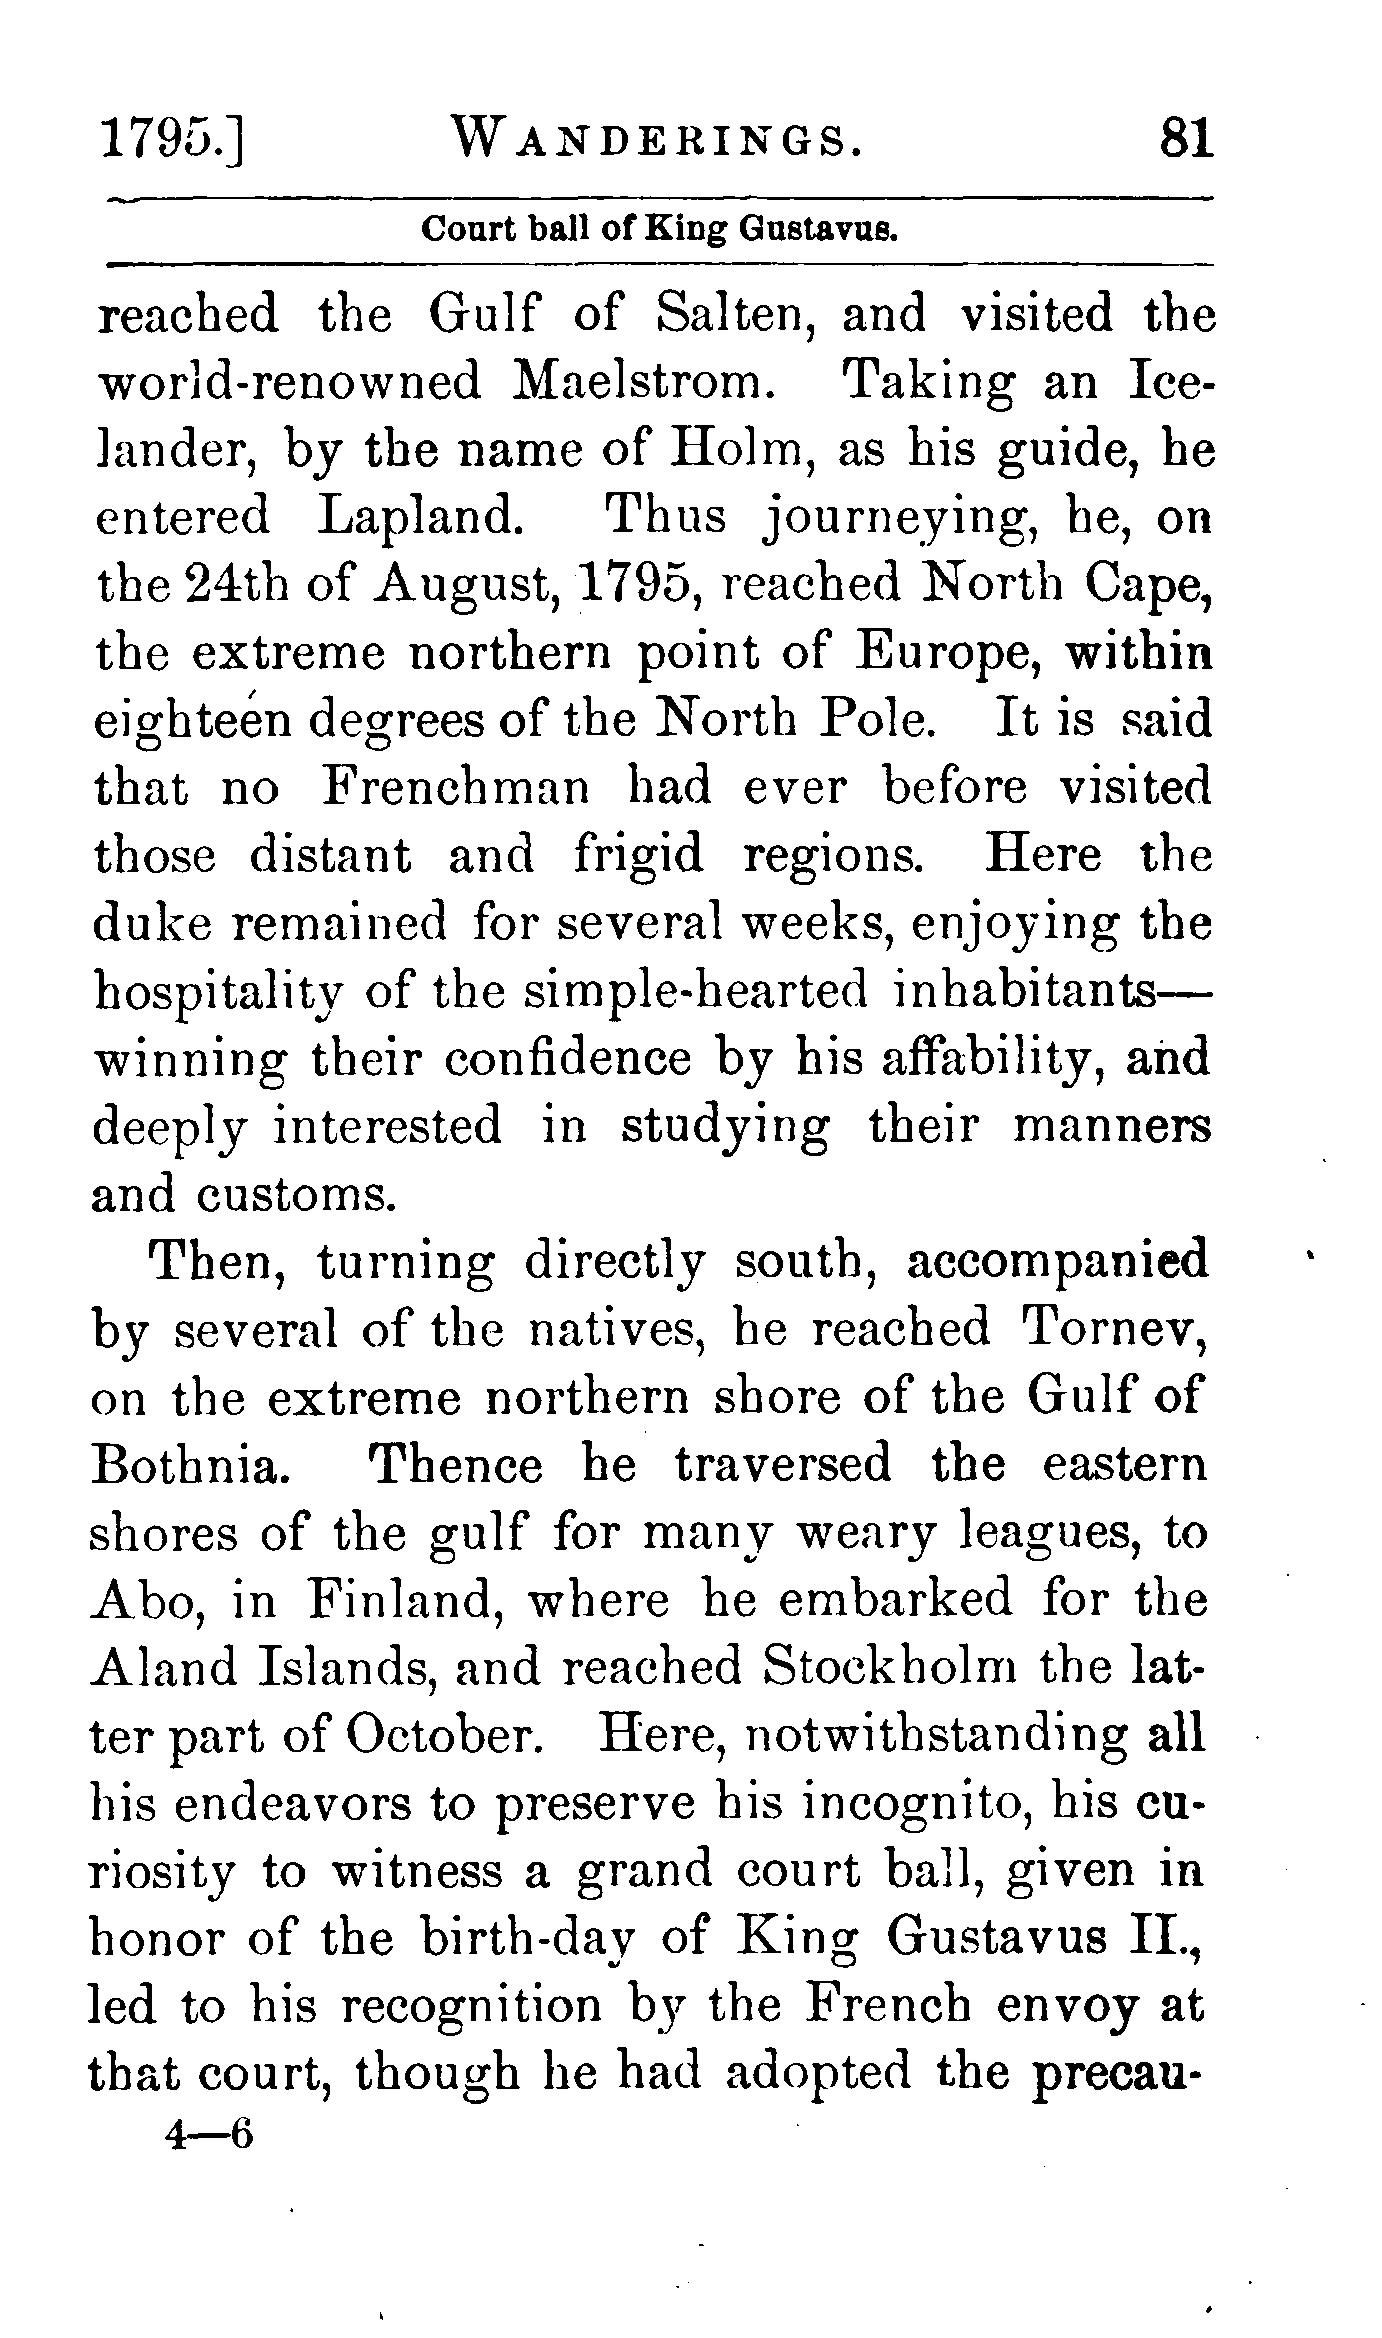 1795.] WANDERINGS. 81
Court ball of King Gustavus.
reached the Gulf of Salten, and visited the
world-renowned Maelstrom. Taking an Ice-
lander, by the name of Holm, as his guide, he
entered Lapland. Thus journeying, he, on
the 24th of August, 1795, reached North Cape,
the extreme northern point of Europe, within
eighteen degrees of the North Pole. It is said
that no Frenchman had ever before visited
those distant and frigid regions. Here the
duke remained for several weeks, enjoying the
hospitality of the simple-hearted inhabitants—
winning their confidence by his affability, and
deeply interested in studying their manners
and customs.
Then, turning directly south, accompanied
by several of the natives, he reached Tornev,
on the extreme northern shore of the Gulf of
Bothnia. Thence he traversed the eastern
shores of the gulf for many weary leagues, to
Abo, in Finland, where he embarked for the
Aland Islands, and reached Stockholm the lat-
ter part of October. Here, notwithstanding all
his endeavors to preserve his incognito, his cu-
riosity to witness a grand court ball, given in
honor of the birth-day of King Gustavus II.,
led to his recognition by the French envoy at
that court, though he had adopted the precau-
4—6